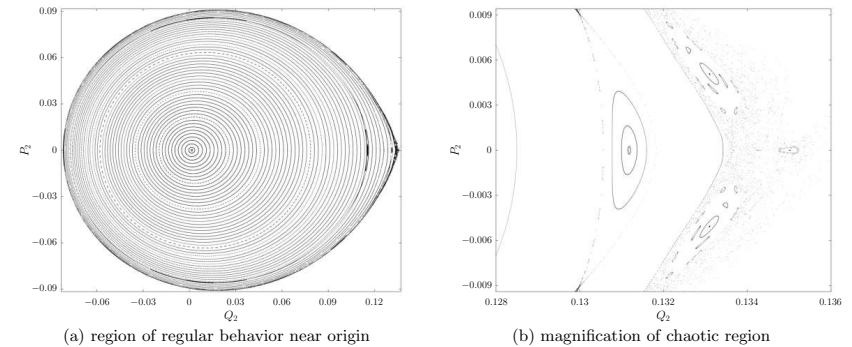 0.09
0.06
0.03
0
−0.03
−0.06
−0.09
P₂
−0.06 −0.03 0 0.03 0.06 0.09 0.12
Q₂
(a) region of regular behavior near origin
0.009
0.006
0.003
0
−0.003
−0.006
−0.009
P₂
0.128 0.13 0.132 0.134 0.136
Q₂
(b) magnification of chaotic region